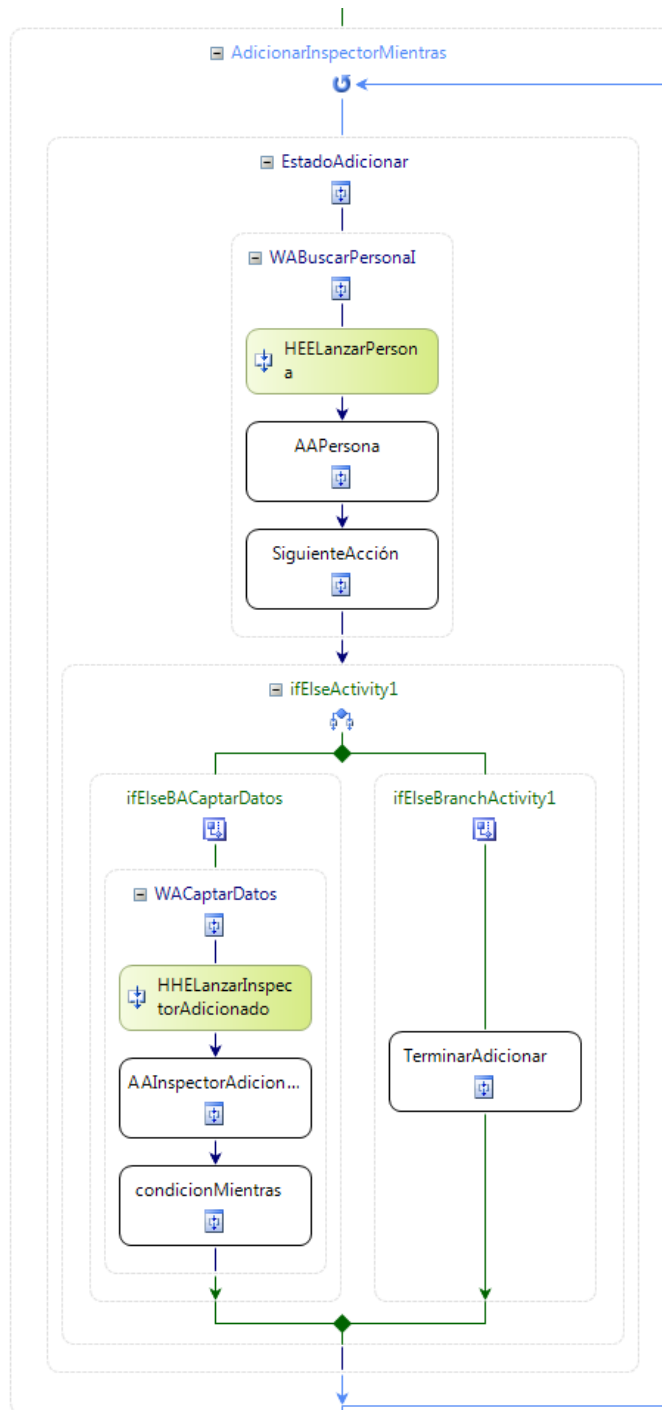 AdicionarInspectorMientras
EstadoAdicionar
WABuscarPersonaI
HEELanzarPerson
a
AAPersona
SiguienteAcción
ifElseActivity1
ifElseBACaptarDatos
WACaptarDatos
HHELanzarInspec
torAdicionado
AAInspectorAdicion...
condicionMientras
ifElseBranchActivity1
TerminarAdicionar